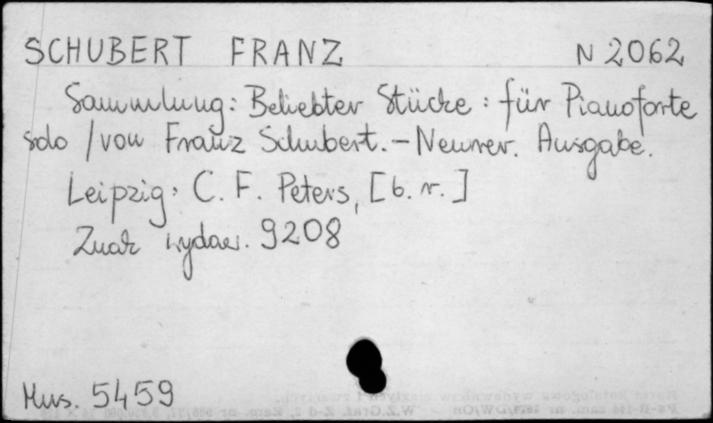 SCHUBERT FRANZ N 2062
Sammlung: Beliebter Stücke : für Pianoforte
solo / von Franz Schubert. – Neurer. Ausgabe.
Leipzig, C. F. Peters, [b. r.]
Znak wydaw. 9208
Mus. 5459